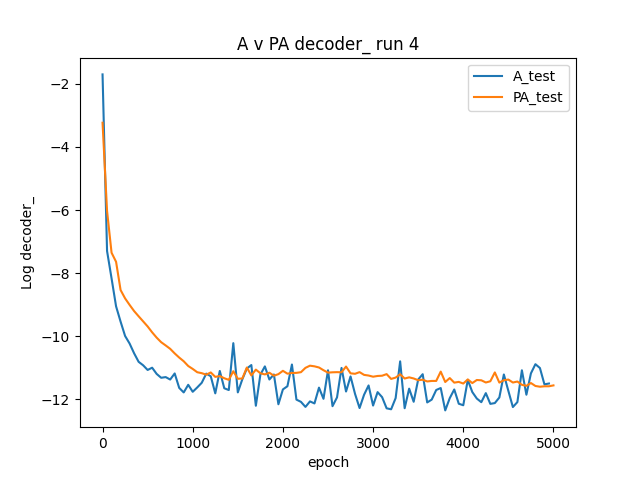 A v PA decoder_ run 4
A_test
PA_test
−2
−4
−6
−8
−10
−12
Log decoder_
0
1000
2000
3000
4000
5000
epoch